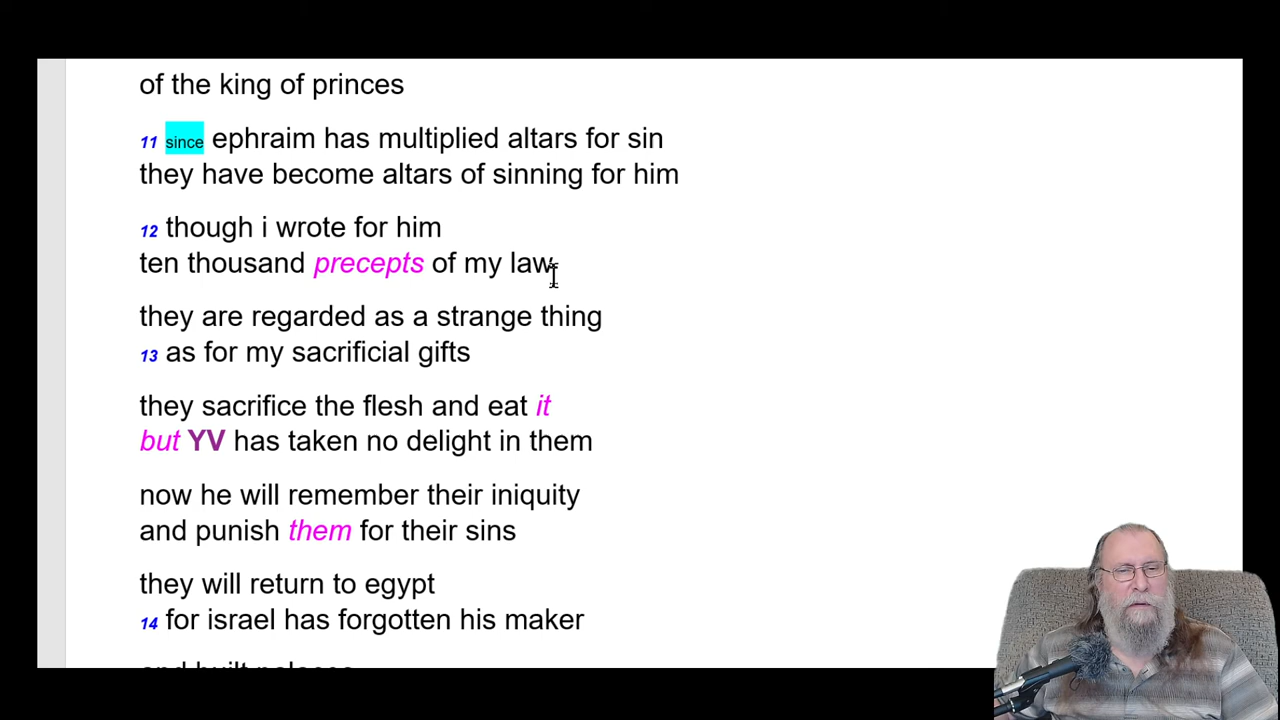 of the king of princes
11 since ephraim has multiplied altars for sin
they have become altars of sinning for him
12 though i wrote for him
ten thousand precepts of my law
they are regarded as a strange thing
13 as for my sacrificial gifts
they sacrifice the flesh and eat it
but YV has taken no delight in them
now he will remember their iniquity
and punish them for their sins
they will return to egypt
14 for israel has forgotten his maker
and built palaces